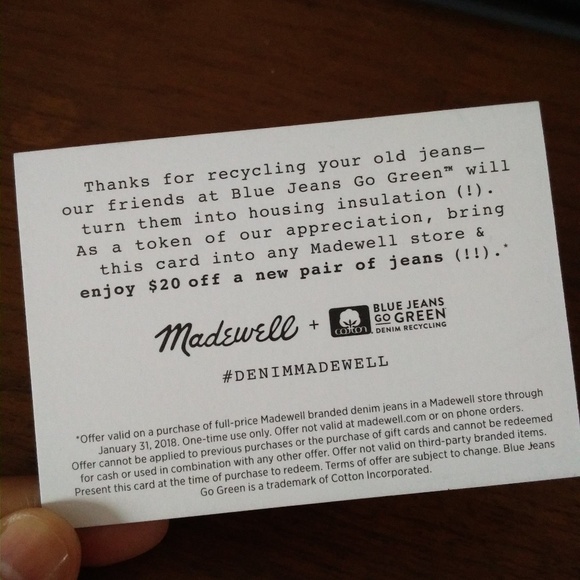 Thanks for recycling your old jeans—
our friends at Blue Jeans Go Green™ will
turn them into housing insulation (!).
As a token of our appreciation, bring
this card into any Madewell store &
enjoy $20 off a new pair of jeans (!!).*
Madewell + cotton® BLUE JEANS
GO GREEN™
DENIM RECYCLING
#DENIMMADEWELL
*Offer valid on a purchase of full-price Madewell branded denim jeans in a Madewell store through
January 31, 2018. One-time use only. Offer not valid at madewell.com or on phone orders.
Offer cannot be applied to previous purchases or the purchase of gift cards and cannot be redeemed
for cash or used in combination with any other offer. Offer not valid on third-party branded items.
Present this card at the time of purchase to redeem. Terms of offer are subject to change. Blue Jeans
Go Green is a trademark of Cotton Incorporated.